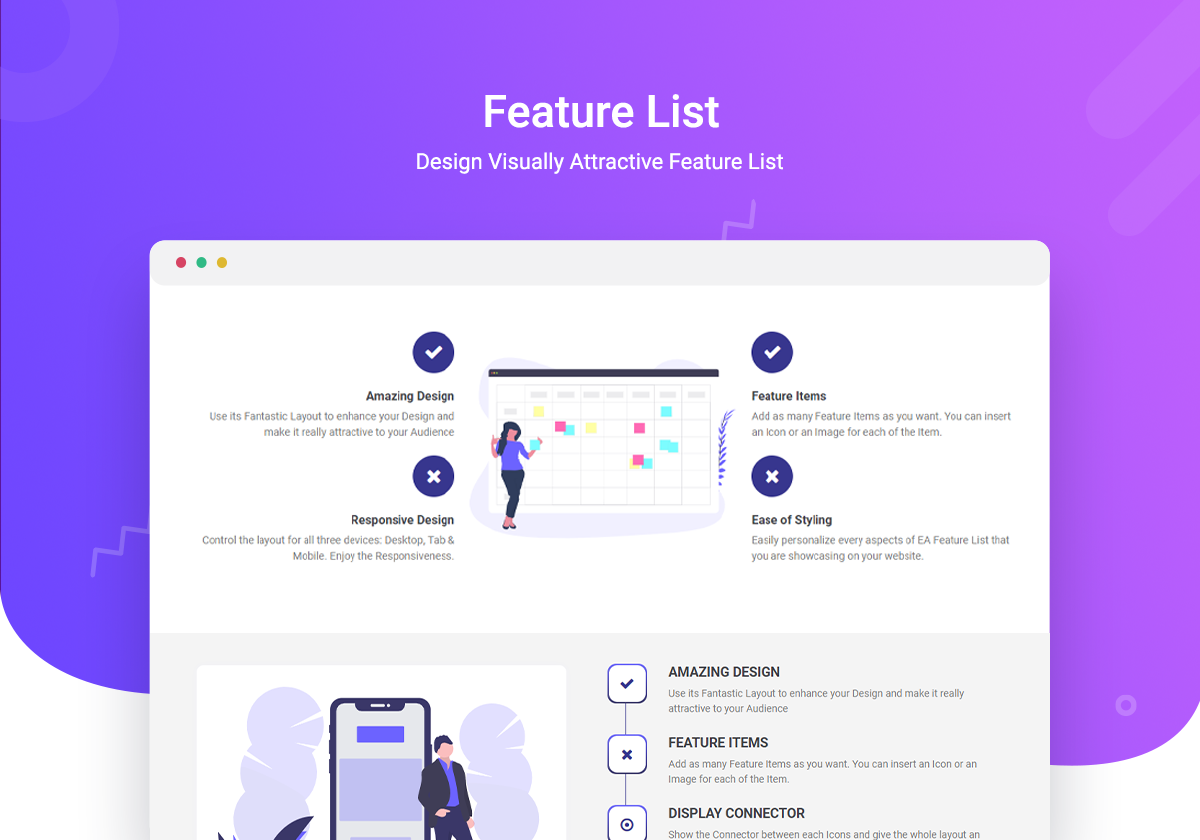 Feature List
Design Visually Attractive Feature List
Amazing Design
Use its Fantastic Layout to enhance your Design and
make it really attractive to your Audience
Responsive Design
Control the layout for all three devices: Desktop, Tab &
Mobile. Enjoy the Responsiveness.
Feature Items
Add as many Feature Items as you want. You can insert
an Icon or an Image for each of the Item.
Ease of Styling
Easily personalize every aspects of EA Feature List that
you are showcasing on your website.
AMAZING DESIGN
Use its Fantastic Layout to enhance your Design and make it really
attractive to your Audience
FEATURE ITEMS
Add as many Feature Items as you want. You can insert an Icon or an
Image for each of the Item.
DISPLAY CONNECTOR
Show the Connector between each Icons and give the whole layout an